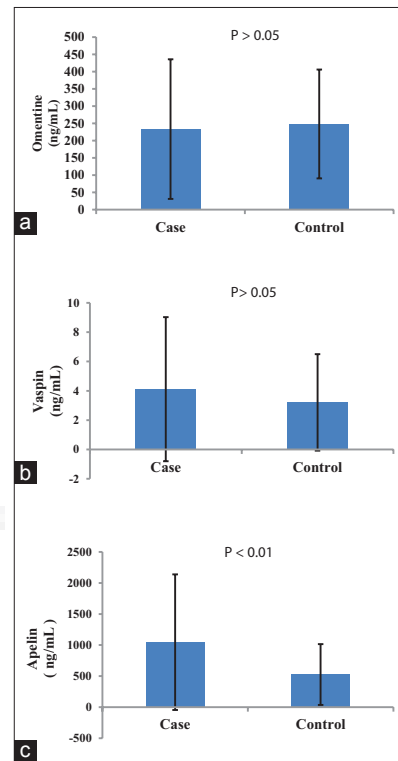 P > 0.05
500
450
400
350
300
250
200
150
100
50
0
Omentine
(ng/mL)
Case Control
a
P> 0.05
10
8
6
4
2
0
-2
Vaspin
(ng/mL)
Case Control
b
P < 0.01
2500
2000
1500
1000
500
0
-500
Apelin
( ng/mL )
Case Control
c